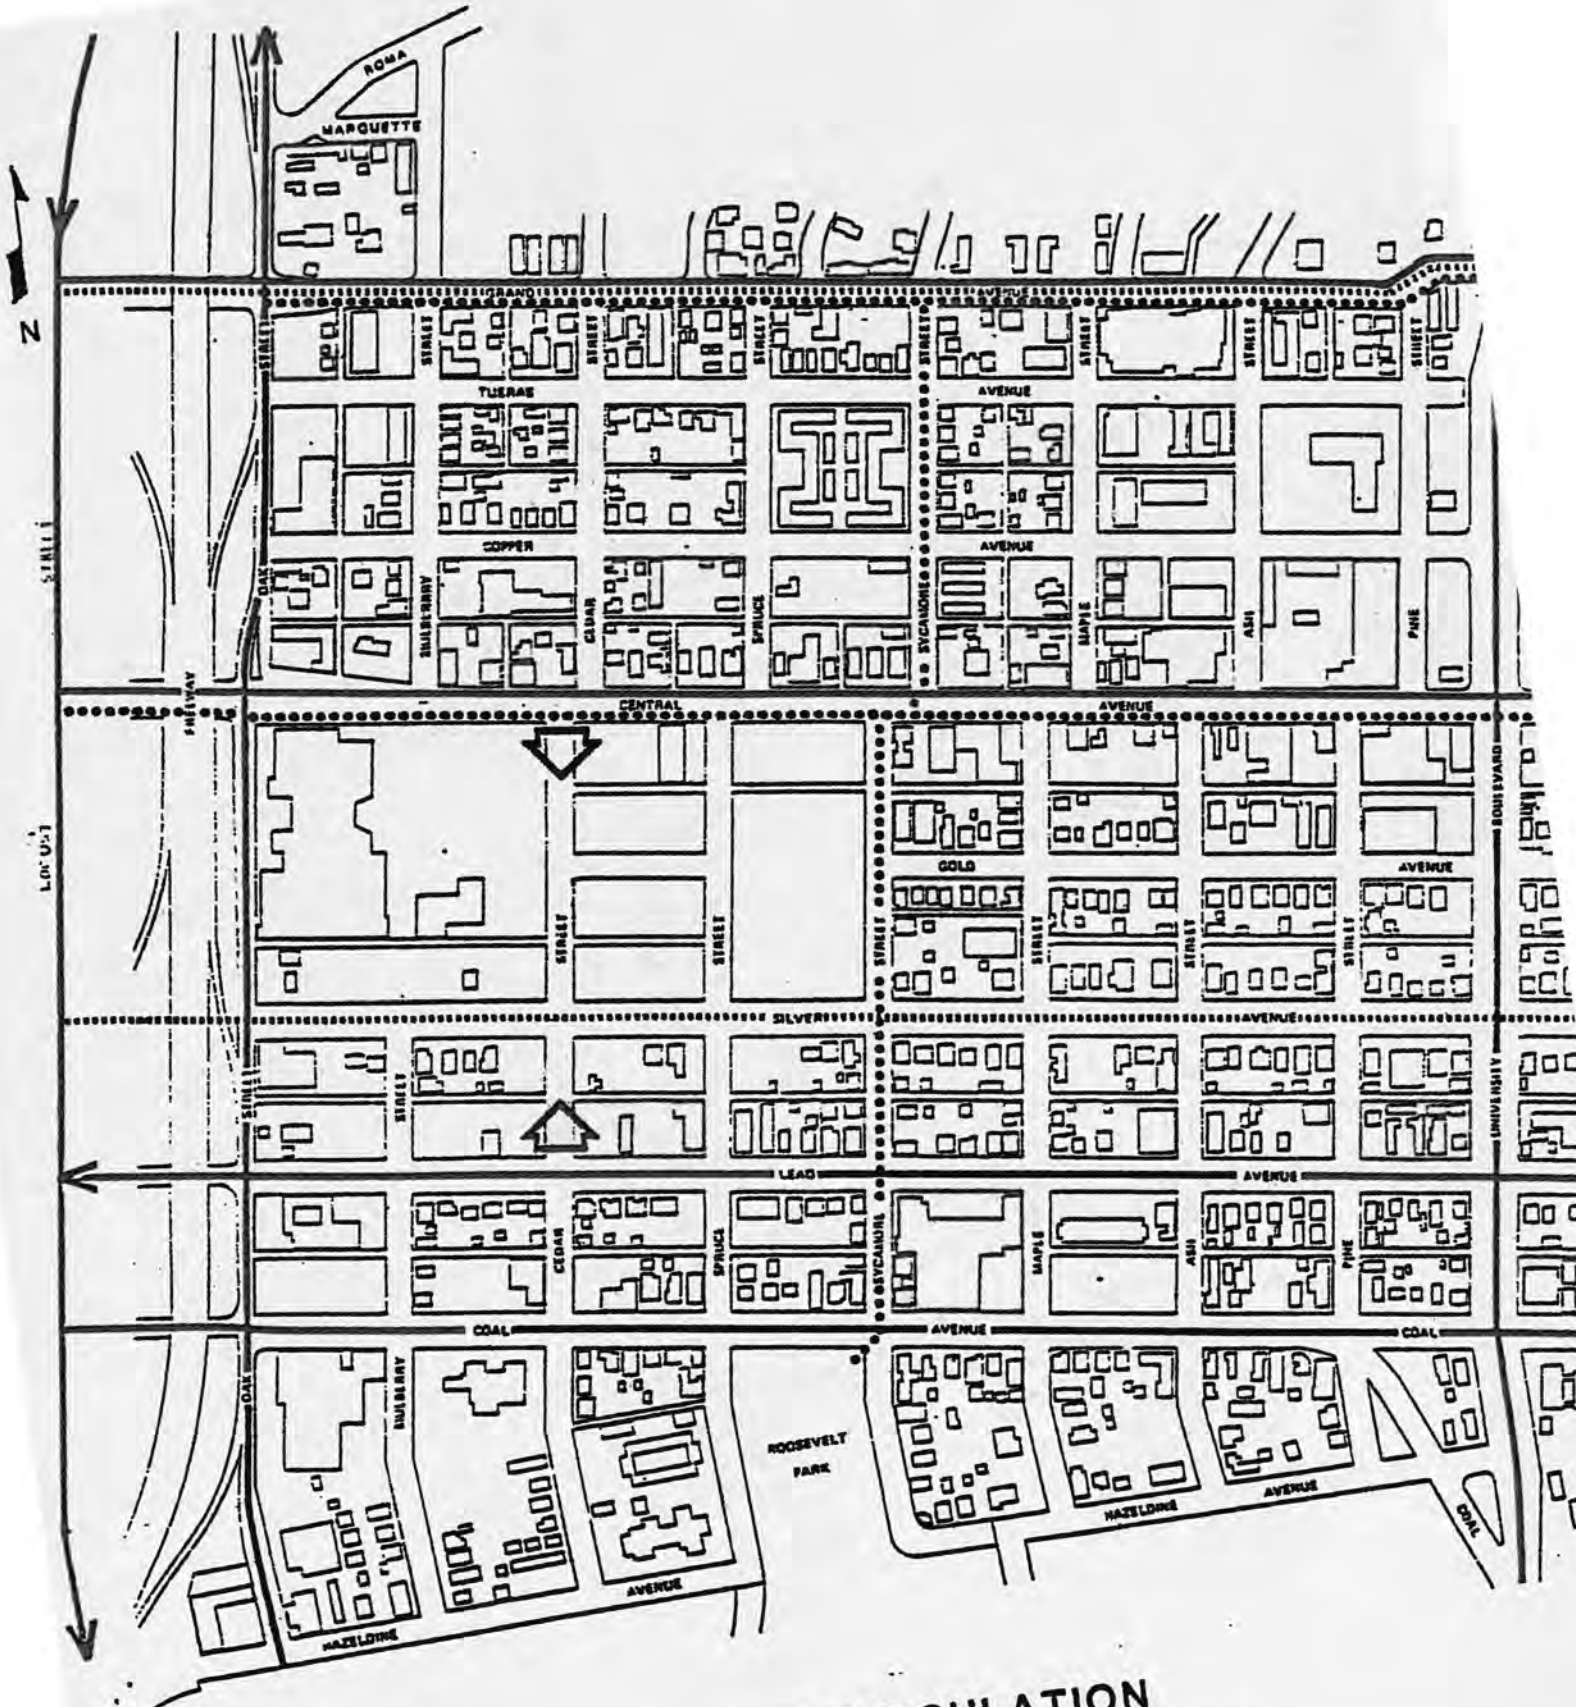 ROMA
MARQUETTE
N
GRAND AVENUE
STREET
STREET
STREET
STREET
STREET
STREET
STREET
STREET
TIJERAS AVENUE
COPPER AVENUE
STREET
OAK
MULBERRY
CEDAR
SPRUCE
SYCAMORE
MAPLE
ASH
PINE
FREEWAY
CENTRAL AVENUE
BOULEVARD
LOCUST
GOLD AVENUE
STREET
STREET
STREET
STREET
STREET
STREET
SILVER AVENUE
STREET
STREET
UNIVERSITY
LEAD AVENUE
CEDAR
SPRUCE
SYCAMORE
MAPLE
ASH
PINE
COAL AVENUE COAL
OAK
MULBERRY
ROOSEVELT
PARK
HAZELDINE AVENUE
COAL
HAZELDINE AVENUE